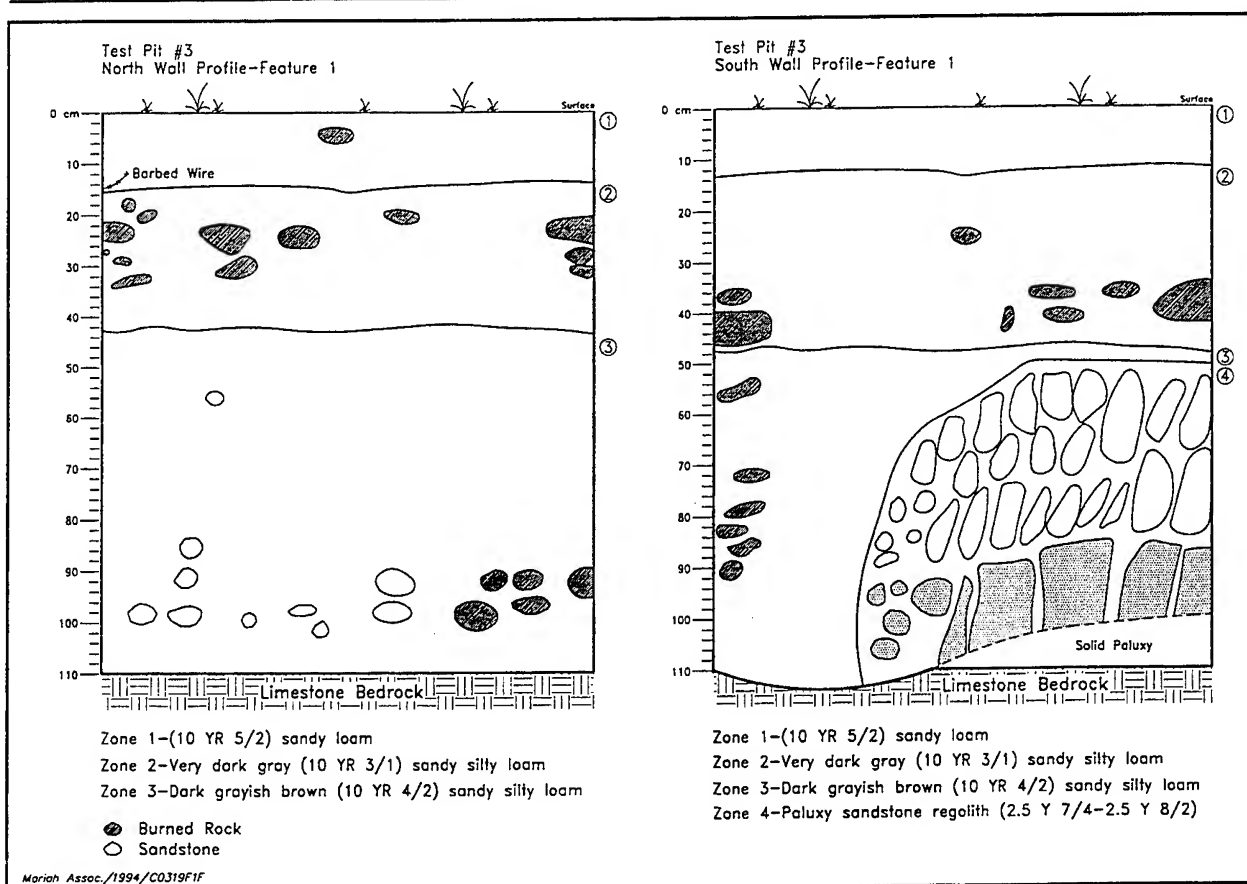 Test Pit #3
North Wall Profile-Feature 1
Surface
0 cm
①
10
Barbed Wire
②
20
30
40
③
50
60
70
80
90
100
110
Limestone Bedrock
Zone 1-(10 YR 5/2) sandy loam
Zone 2-Very dark gray (10 YR 3/1) sandy silty loam
Zone 3-Dark grayish brown (10 YR 4/2) sandy silty loam
Burned Rock
Sandstone
Mariah Assoc./1994/C0319F1F
Test Pit #3
South Wall Profile-Feature 1
Surface
0 cm
①
10
②
20
30
40
50
③
④
60
70
80
90
100
Solid Paluxy
110
Limestone Bedrock
Zone 1-(10 YR 5/2) sandy loam
Zone 2-Very dark gray (10 YR 3/1) sandy silty loam
Zone 3-Dark grayish brown (10 YR 4/2) sandy silty loam
Zone 4-Paluxy sandstone regolith (2.5 Y 7/4-2.5 Y 8/2)